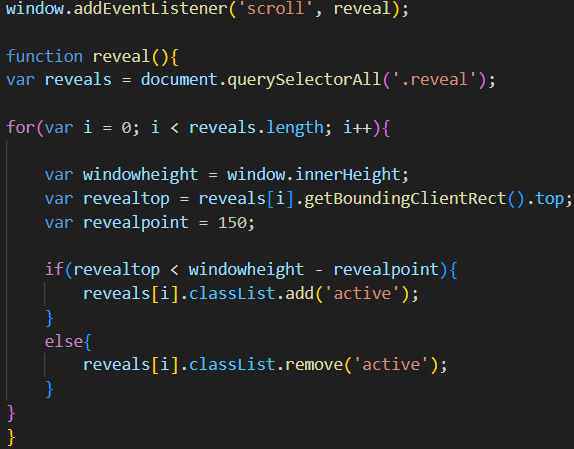 window.addEventListener('scroll', reveal);
function reveal(){
var reveals = document.querySelectorAll('.reveal');
for(var i = 0; i < reveals.length; i++){
var windowheight = window.innerHeight;
var revealtop = reveals[i].getBoundingClientRect().top;
var revealpoint = 150;
if(revealtop < windowheight - revealpoint){
reveals[i].classList.add('active');
}
else{
reveals[i].classList.remove('active');
}
}
}